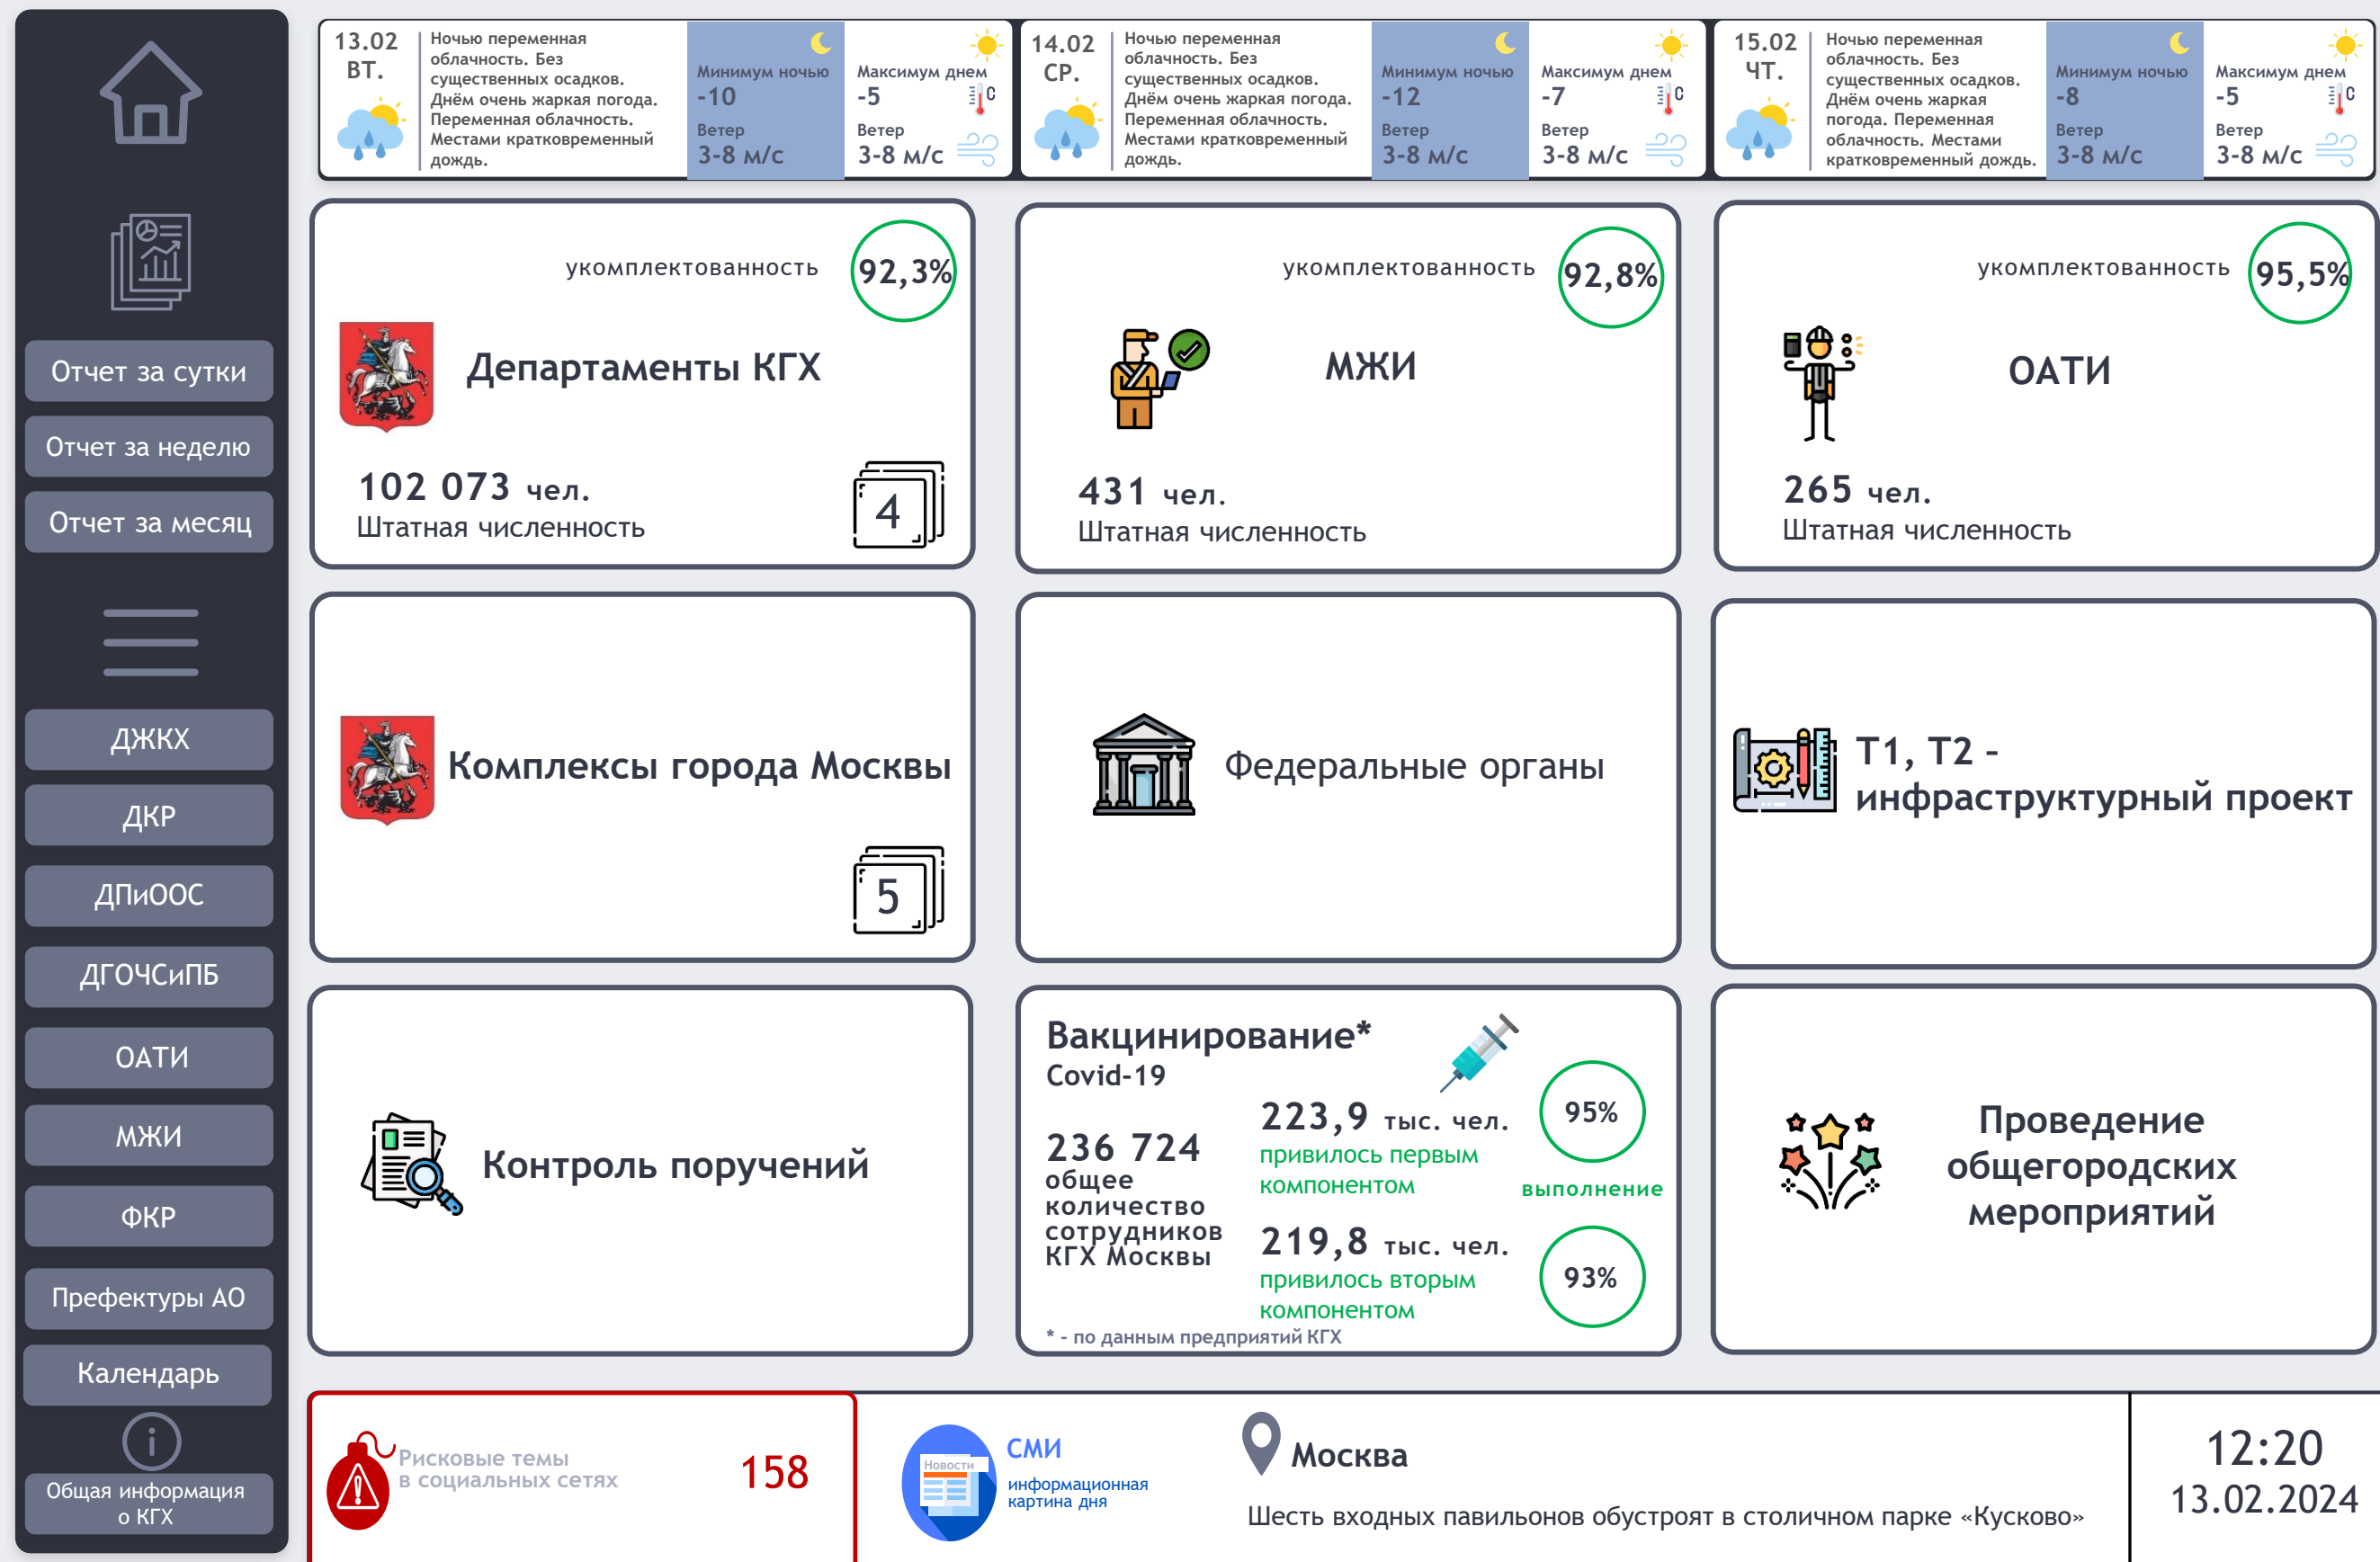 13.02
ВТ.
Ночью переменная
облачность. Без
существенных осадков.
Днём очень жаркая погода.
Переменная облачность.
Местами кратковременный
дождь.
Минимум ночью
-10
Ветер
3-8 м/с
Максимум днем
-5
C
Ветер
3-8 м/с
14.02
СР.
Ночью переменная
облачность. Без
существенных осадков.
Днём очень жаркая погода.
Переменная облачность.
Местами кратковременный
дождь.
Минимум ночью
-12
Ветер
3-8 м/с
Максимум днем
-7
C
Ветер
3-8 м/с
15.02
ЧТ.
Ночью переменная
облачность. Без
существенных осадков.
Днём очень жаркая
погода. Переменная
облачность. Местами
кратковременный дождь.
Минимум ночью
-8
Ветер
3-8 м/с
Максимум днем
-5
C
Ветер
3-8 м/с
Отчет за сутки
Отчет за неделю
Отчет за месяц
ДЖКХ
ДКР
ДПиООС
ДГОЧСиПБ
ОАТИ
МЖИ
ФКР
Префектуры АО
Календарь
i
Общая информация
о КГХ
укомплектованность
92,3%
Департаменты КГХ
102 073 чел.
Штатная численность
4
укомплектованность
92,8%
МЖИ
431 чел.
Штатная численность
укомплектованность
95,5%
ОАТИ
265 чел.
Штатная численность
Комплексы города Москвы
5
Федеральные органы
Т1, Т2 -
инфраструктурный проект
Контроль поручений
Вакцинирование*
Covid-19
236 724
общее
количество
сотрудников
КГХ Москвы
223,9 тыс. чел.
привилось первым
компонентом
95%
выполнение
219,8 тыс. чел.
привилось вторым
компонентом
93%
* - по данным предприятий КГХ
Проведение
общегородских
мероприятий
Рисковые темы
в социальных сетях
158
Новости
СМИ
информационная
картина дня
Москва
Шесть входных павильонов обустроят в столичном парке «Кусково»
12:20
13.02.2024